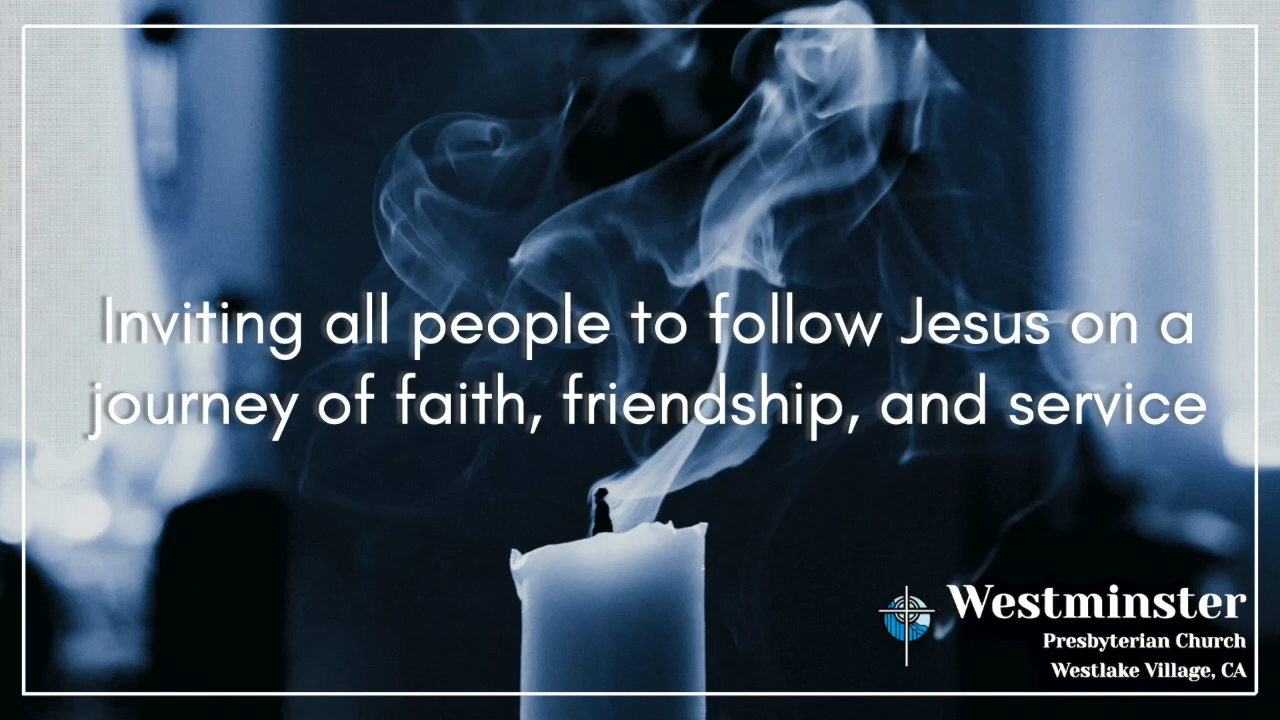 Inviting all people to follow Jesus on a
journey of faith, friendship, and service
Westminster
Presbyterian Church
Westlake Village, CA